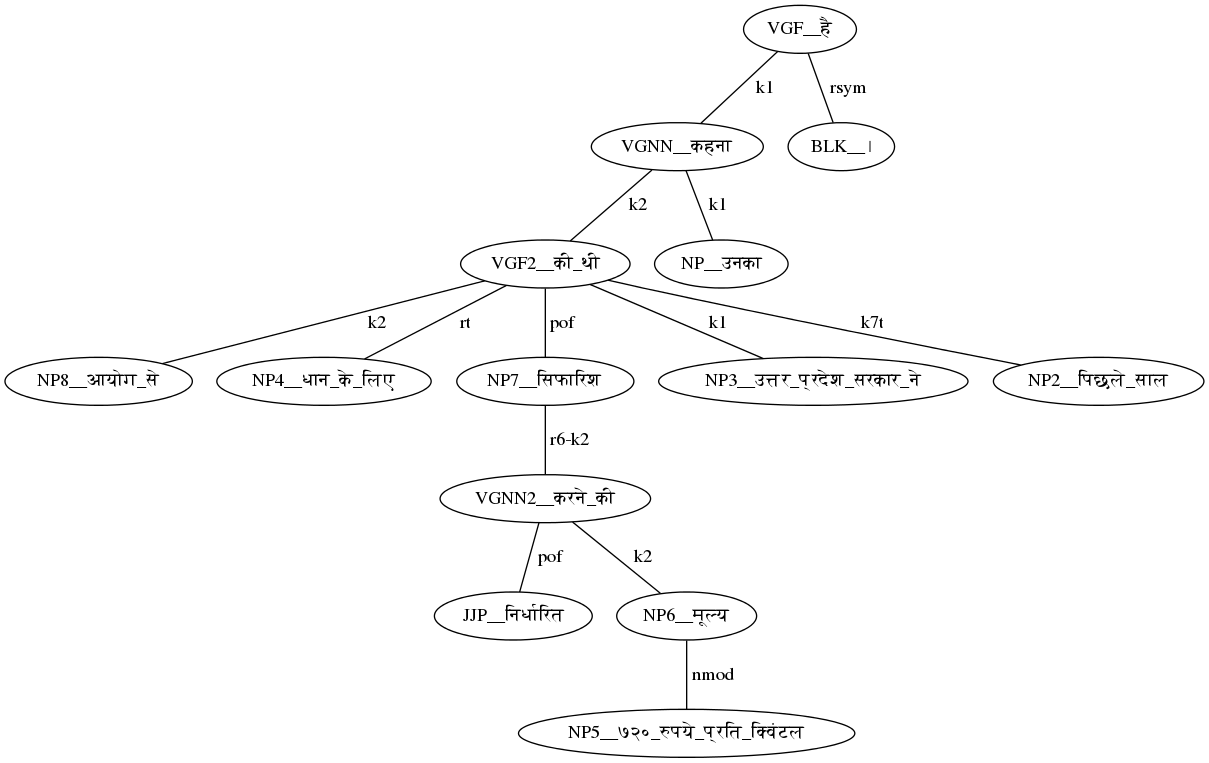 VGF__है
k1 rsym
VGNN__कहना BLK__।
k2 k1
VGF2__की_थी NP__उनका
k2 rt pof k1 k7t
NP8__आयोग_से NP4__धान_के_लिए NP7__सिफारिश NP3__उत्तर_प्रदेश_सरकार_ने NP2__पिछले_साल
r6-k2
VGNN2__करने_की
pof k2
JJP__निर्धारित NP6__मूल्य
nmod
NP5__७२०_रुपये_प्रति_क्विंटल